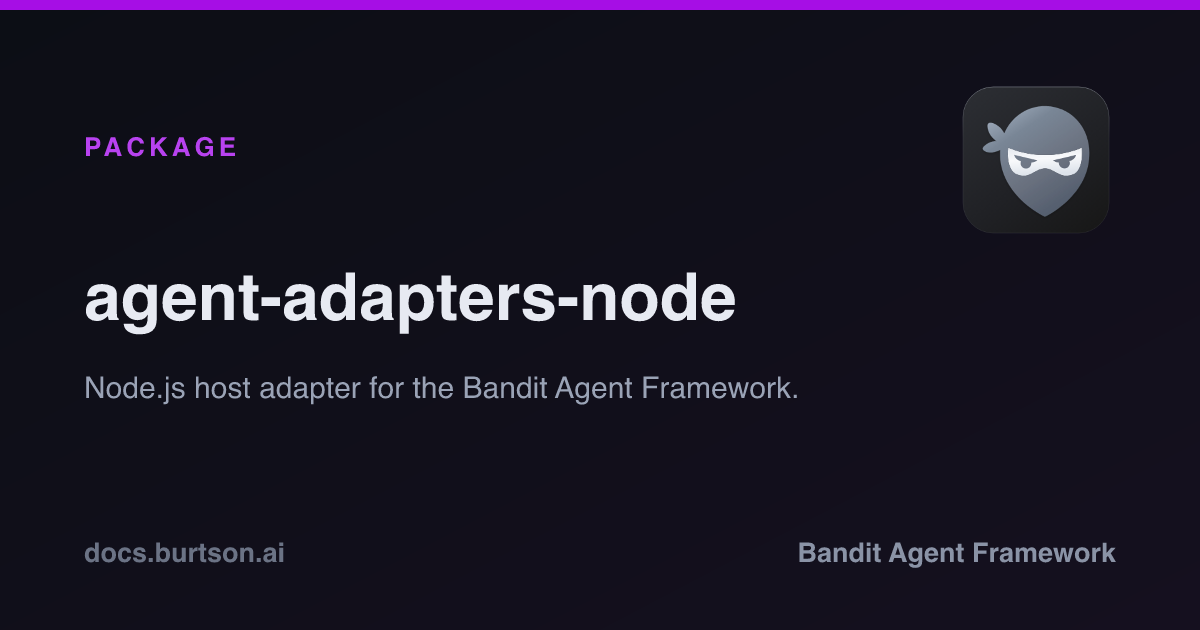 PACKAGE
agent-adapters-node
Node.js host adapter for the Bandit Agent Framework.
docs.burtson.ai
Bandit Agent Framework